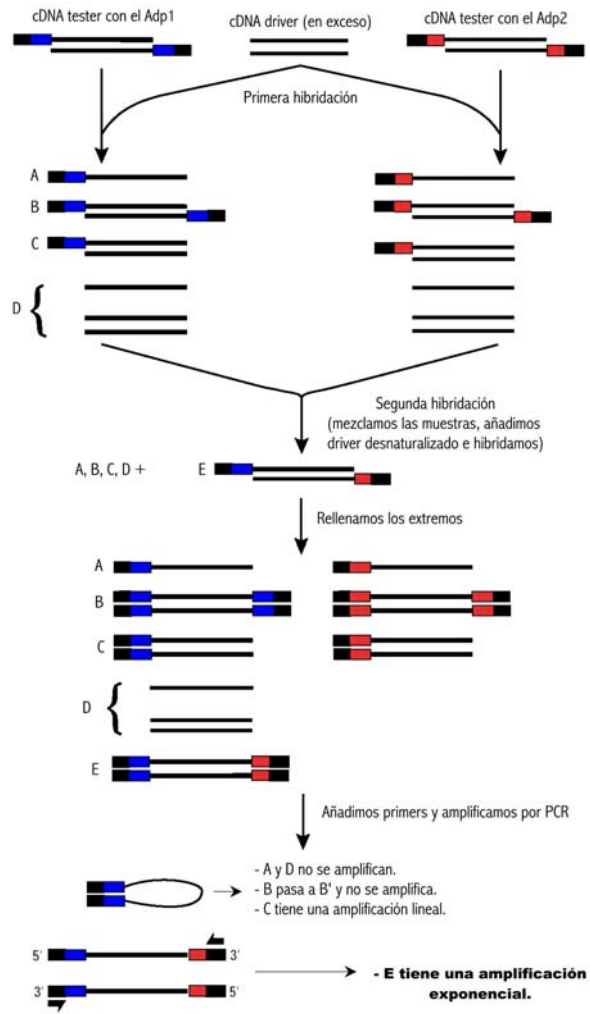 cDNA tester con el Adp1
cDNA driver (en exceso)
cDNA tester con el Adp2
Primera hibridación
A
B
C
D {
Segunda hibridación
(mezclamos las muestras, añadimos
driver desnaturalizado e hibridamos)
A, B, C, D +
E
Rellenamos los extremos
A
B
C
D {
E
Añadimos primers y amplificamos por PCR
- A y D no se amplifican.
- B pasa a B' y no se amplifica.
- C tiene una amplificación lineal.
5' 3'
3' 5'
- E tiene una amplificación
exponencial.